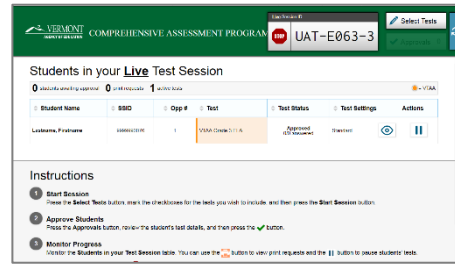 VERMONT
COMPREHENSIVE ASSESSMENT PROGRAM
STOP
UAT-E063-3
Select Tests
Approvals
Students in your Live Test Session
0 students awaiting approval 0 print requests 1 active tests
= VTAA
Student Name SSID Opp # Test Test Status Test Settings Actions
Lastname, Firstname 1 VTAA Grade Approved Standard
answered
Instructions
1 Start Session
Press the Select Tests button, mark the checkboxes for the tests you wish to include, and then press the Start Session button.
2 Approve Students
Press the Approvals button, review the student's test details, and then press the ✔ button.
3 Monitor Progress
Monitor the Students in your Test Session table. You can use the button to view print requests and the || button to pause students' tests.